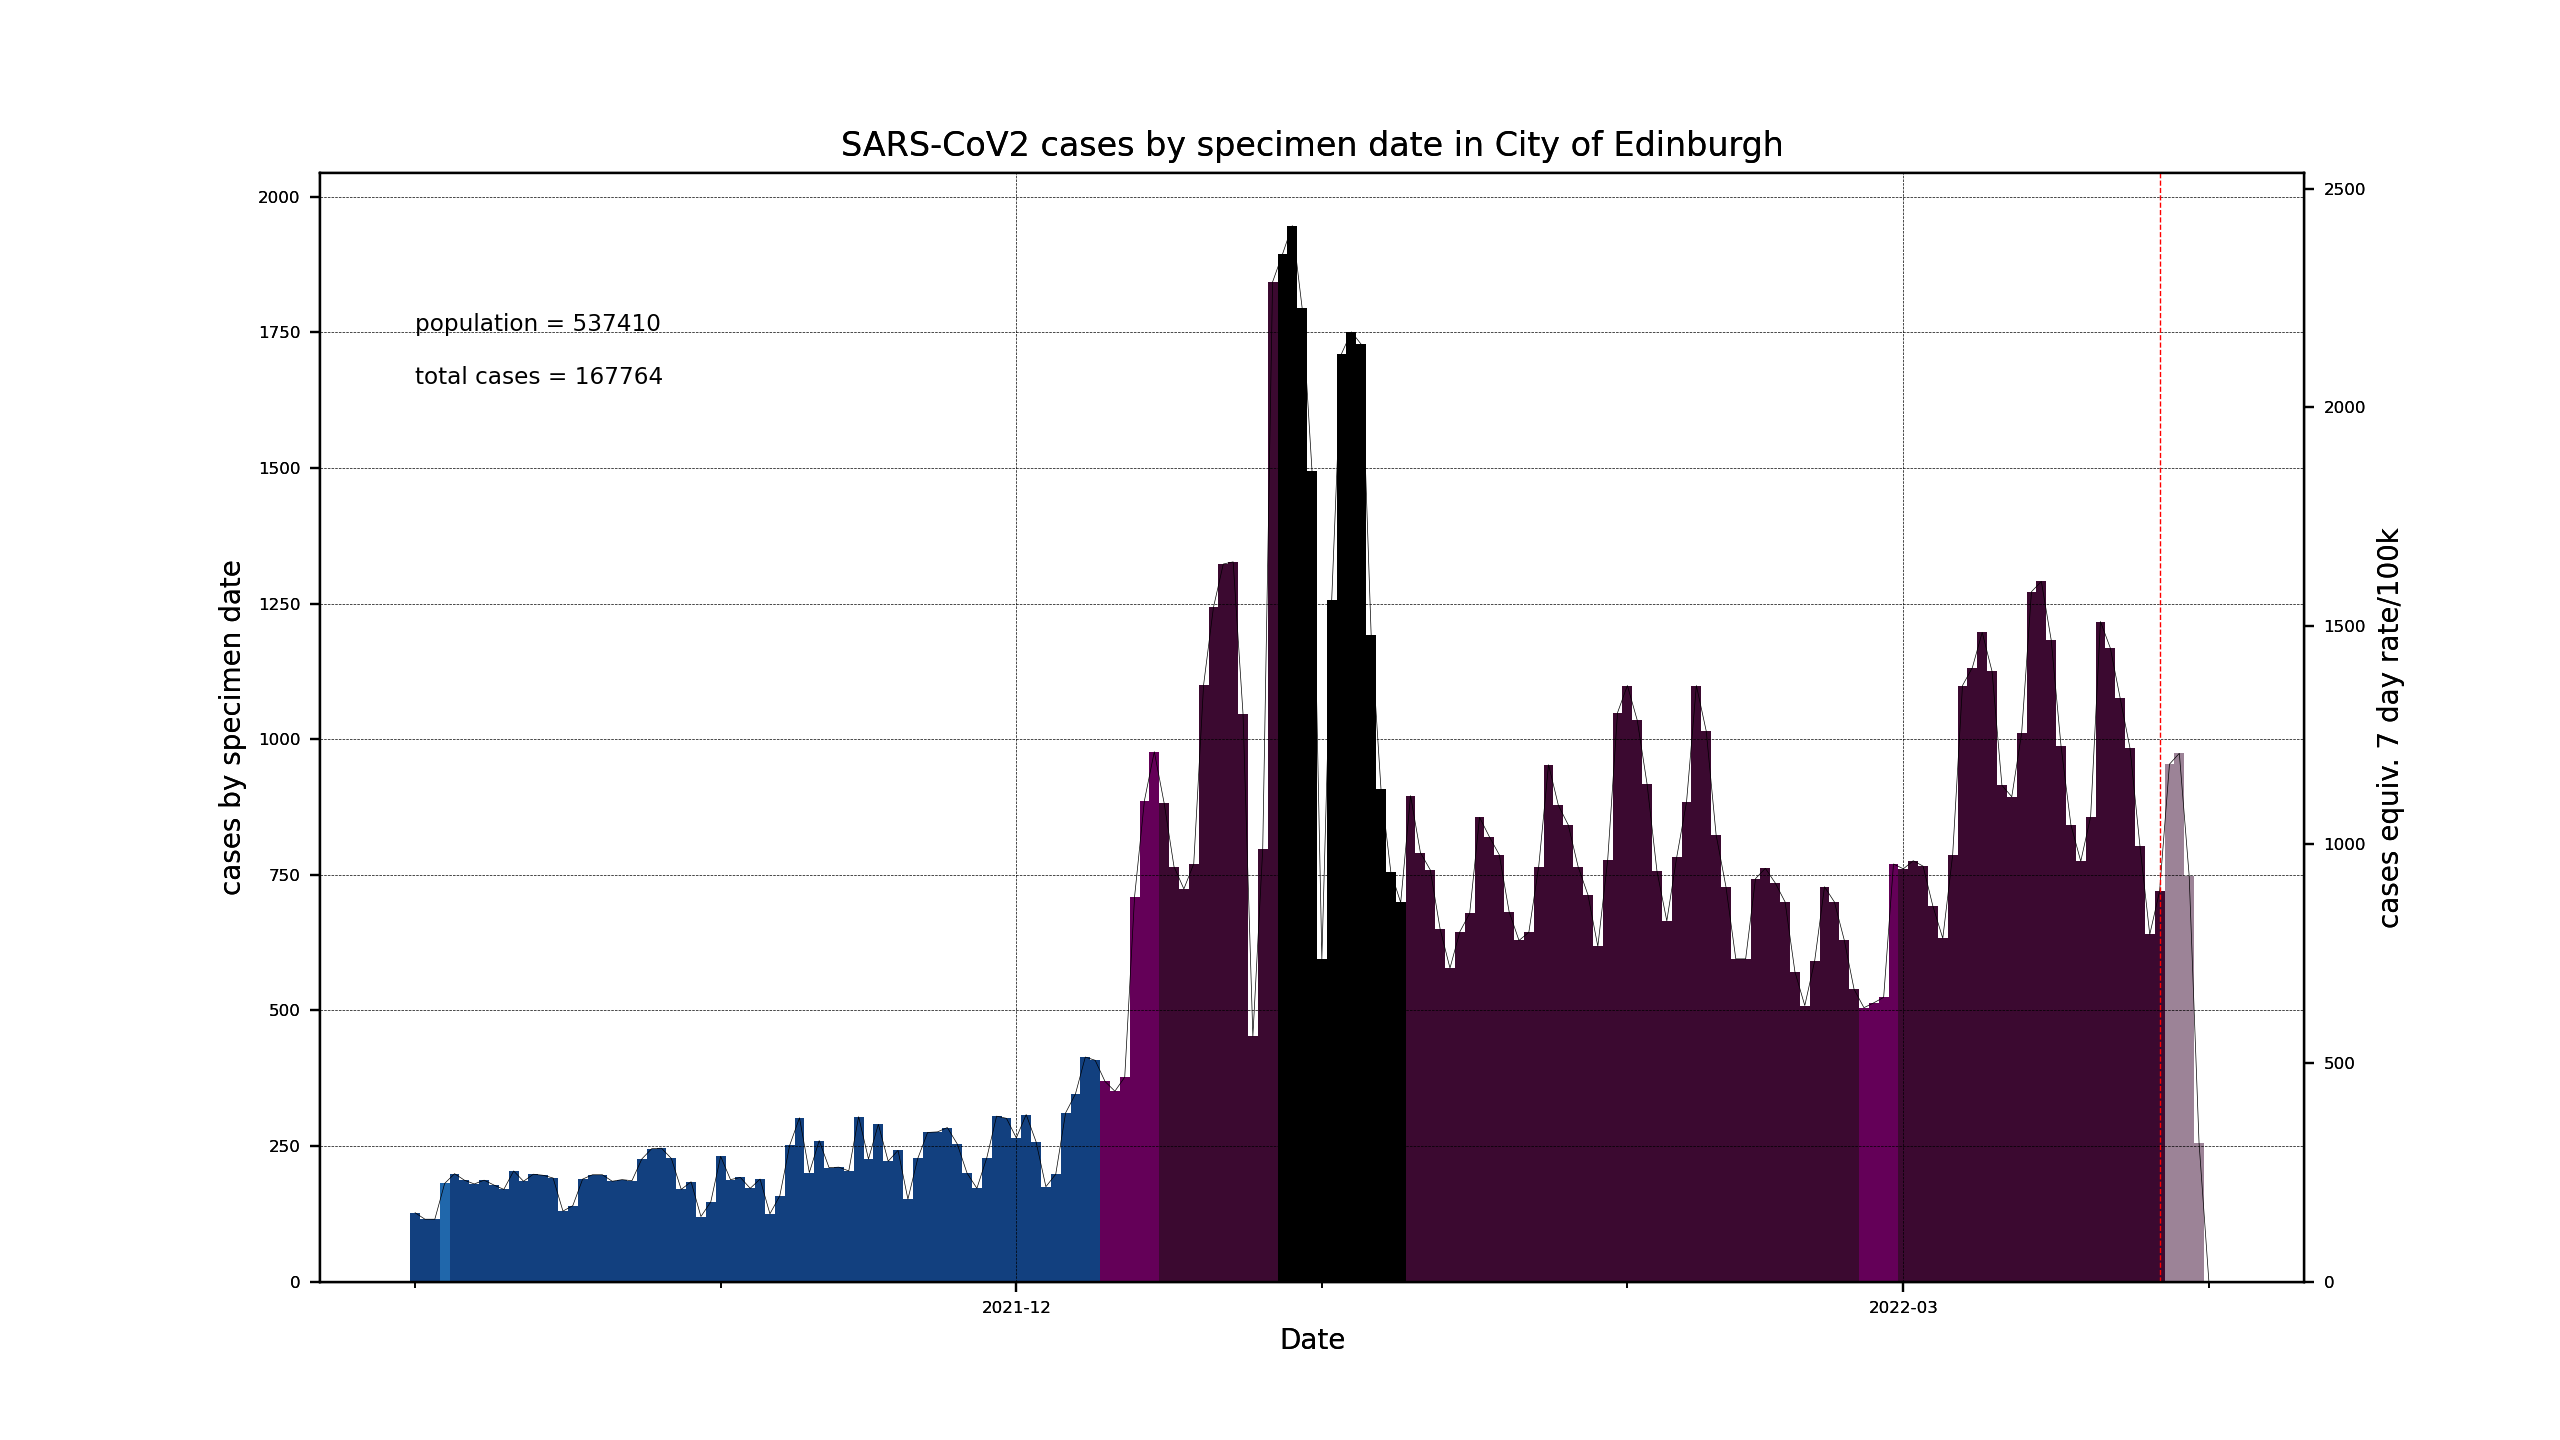 SARS-CoV2 cases by specimen date in City of Edinburgh
population = 537410
total cases = 167764
cases by specimen date
2000
1750
1500
1250
1000
750
500
250
0
2500
2000
1500
1000
500
0
cases equiv. 7 day rate/100k
2021-12
2022-03
Date